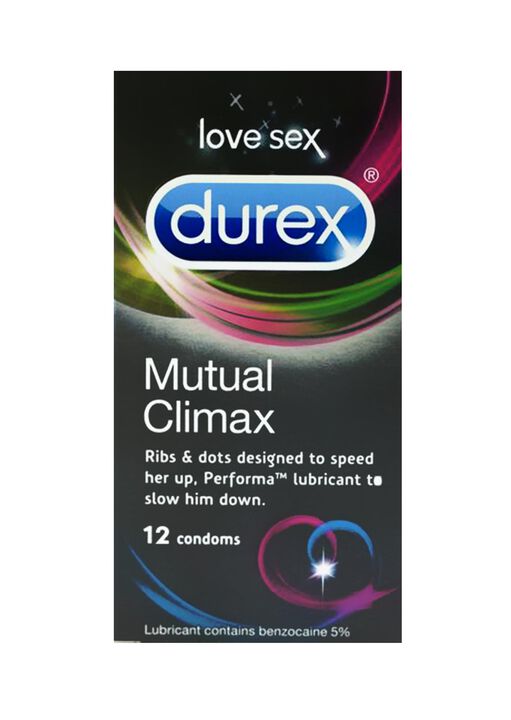 love sex
durex®
Mutual
Climax
Ribs & dots designed to speed
her up, Performa™ lubricant to
slow him down.
12 condoms
Lubricant contains benzocaine 5%